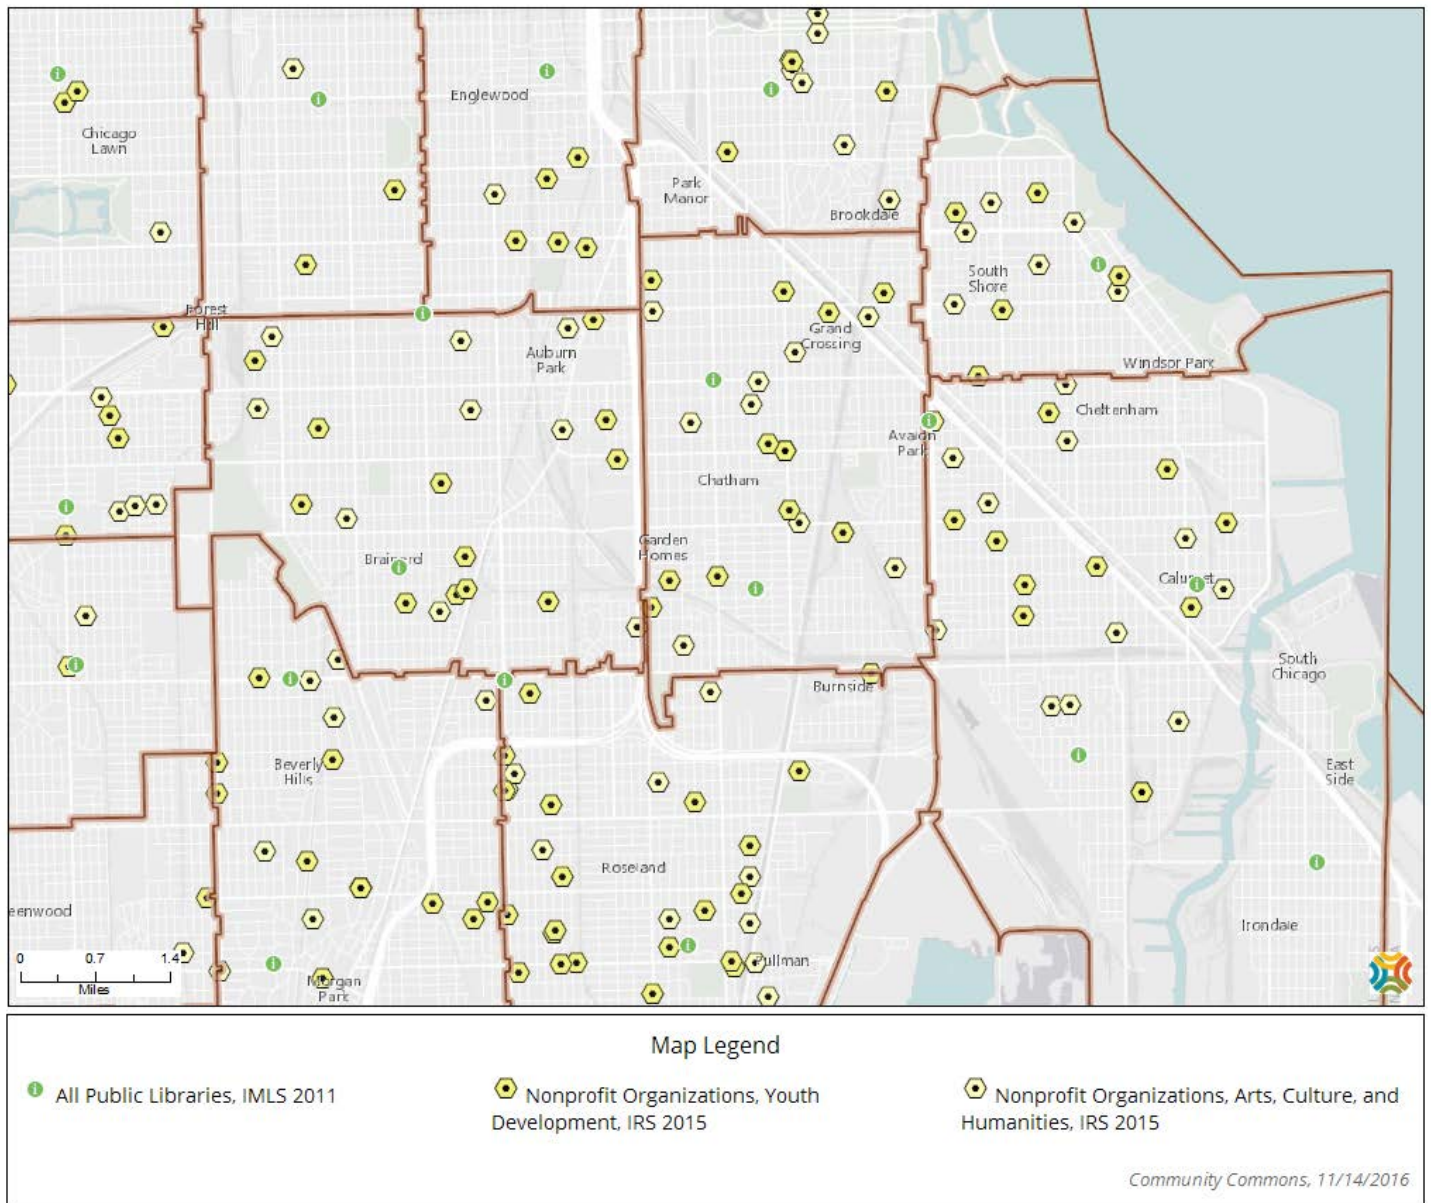 Englewood
Chicago
Lawn
Park
Manor
Brookdale
South
Shore
Forest
Hill
Grand
Crossing
Auburn
Park
Windsor Park
Cheltenham
Avalon
Park
Chatham
Garden
Homes
Brainerd
Calumet
South
Chicago
Burnside
Beverly
Hills
East
Side
Roseland
eenwood
Irondale
0 0.7 1.4
Miles
Pullman
Morgan
Park
Map Legend
i All Public Libraries, IMLS 2011
Nonprofit Organizations, Youth
Development, IRS 2015
Nonprofit Organizations, Arts, Culture, and
Humanities, IRS 2015
Community Commons, 11/14/2016